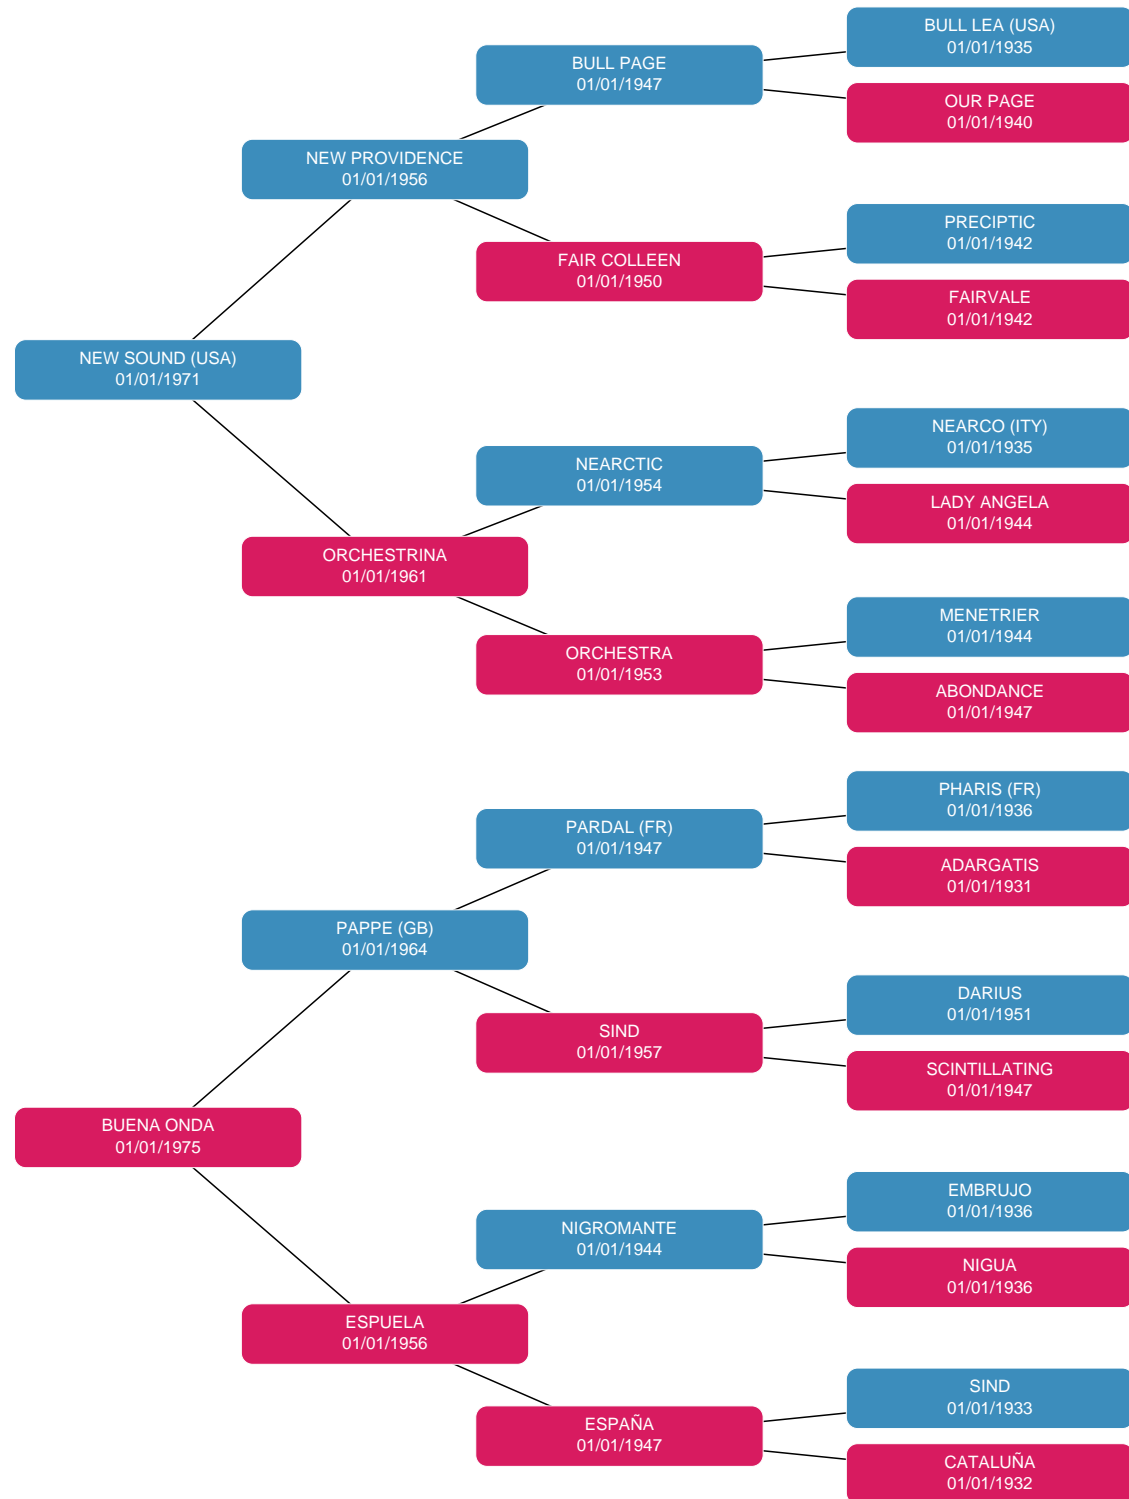 BULL LEA (USA)
01/01/1935
BULL PAGE
01/01/1947
OUR PAGE
01/01/1940
NEW PROVIDENCE
01/01/1956
PRECIPTIC
01/01/1942
FAIR COLLEEN
01/01/1950
FAIRVALE
01/01/1942
NEW SOUND (USA)
01/01/1971
NEARCO (ITY)
01/01/1935
NEARCTIC
01/01/1954
LADY ANGELA
01/01/1944
ORCHESTRINA
01/01/1961
MENETRIER
01/01/1944
ORCHESTRA
01/01/1953
ABONDANCE
01/01/1947
PHARIS (FR)
01/01/1936
PARDAL (FR)
01/01/1947
ADARGATIS
01/01/1931
PAPPE (GB)
01/01/1964
DARIUS
01/01/1951
SIND
01/01/1957
SCINTILLATING
01/01/1947
BUENA ONDA
01/01/1975
EMBRUJO
01/01/1936
NIGROMANTE
01/01/1944
NIGUA
01/01/1936
ESPUELA
01/01/1956
SIND
01/01/1933
ESPAÑA
01/01/1947
CATALUÑA
01/01/1932